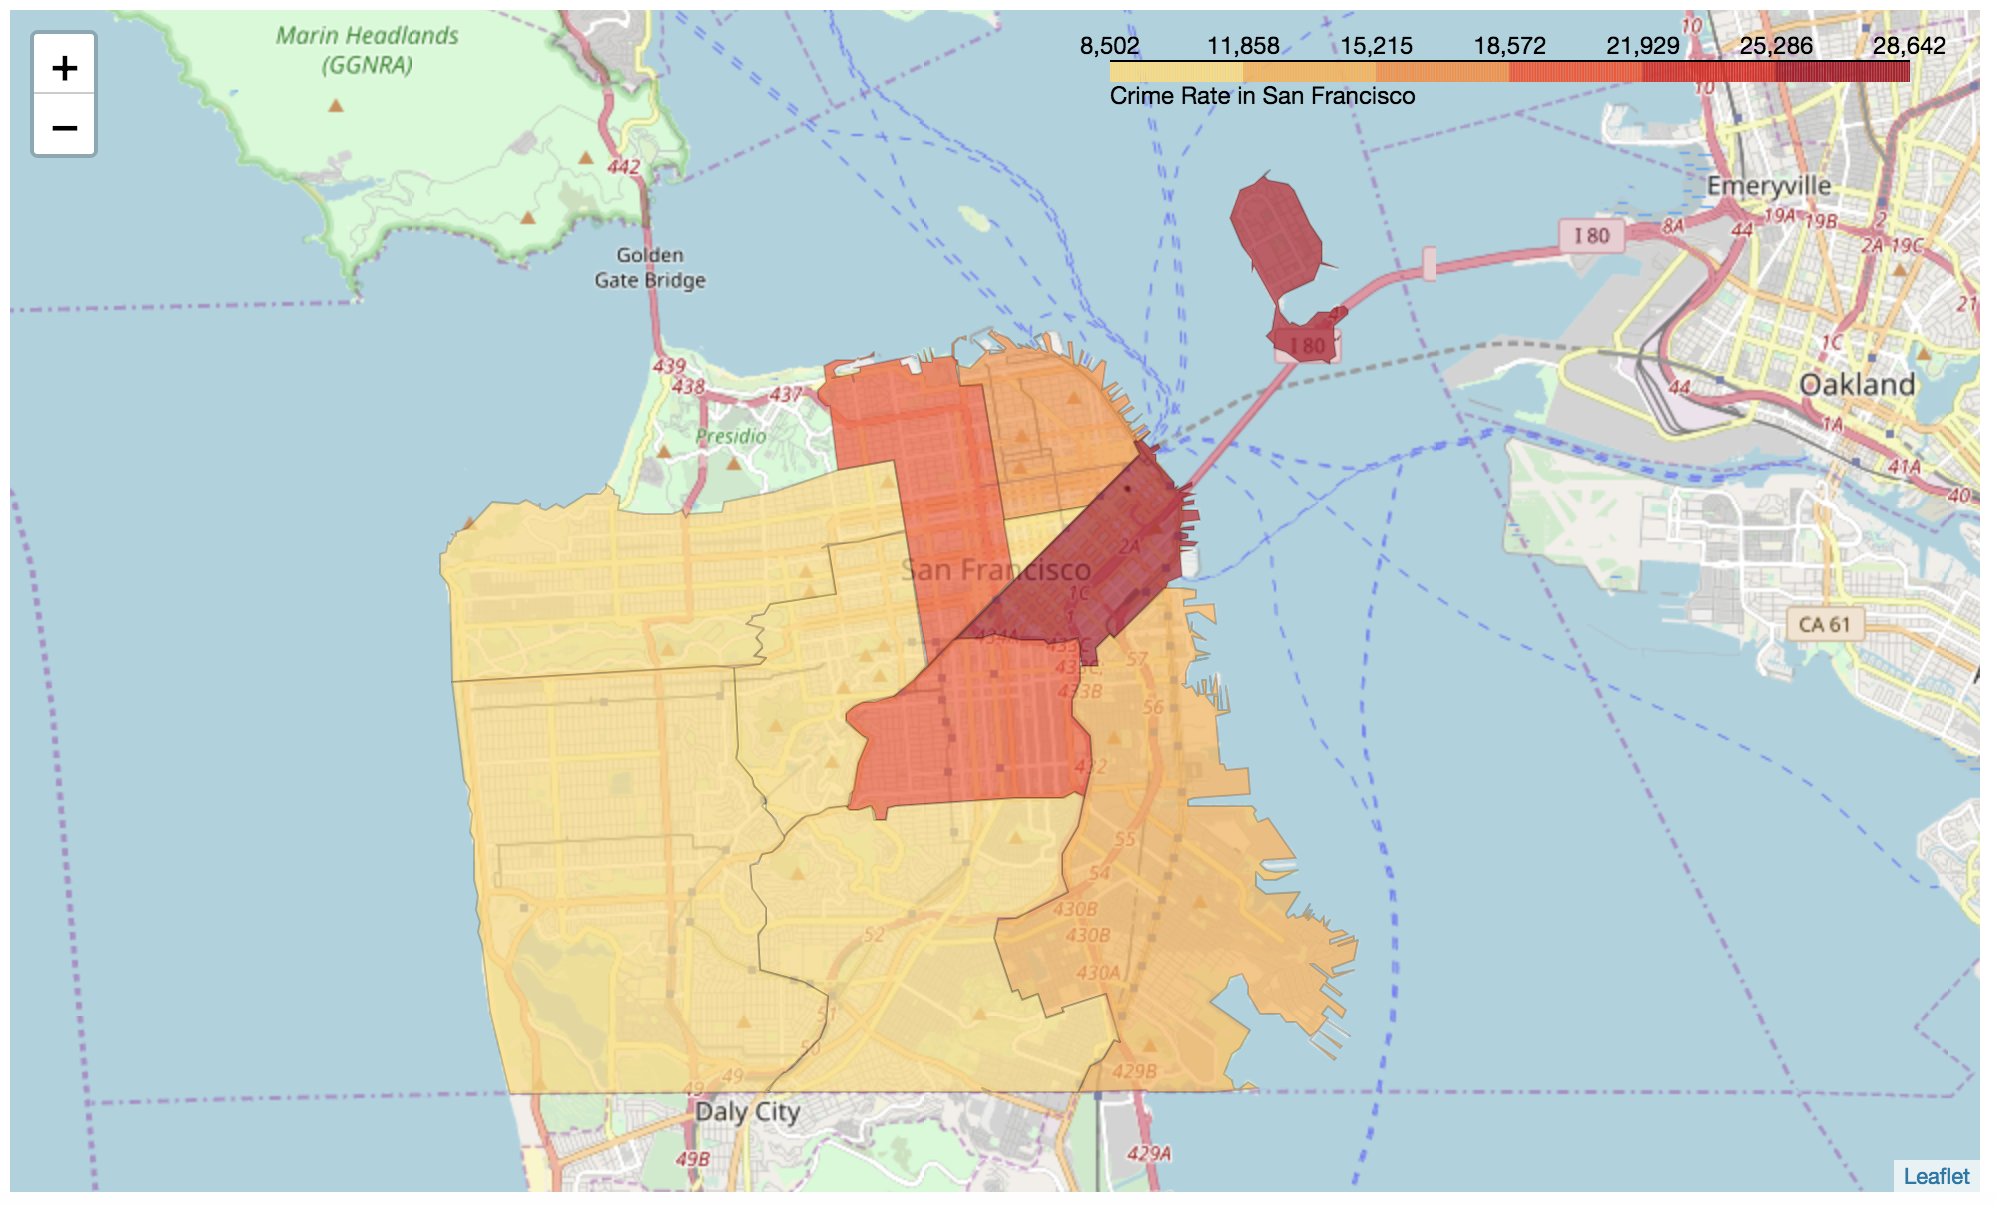 Marin Headlands
(GGNRA)
+
−
8,502 11,858 15,215 18,572 21,929 25,286 28,642
Crime Rate in San Francisco
10
10
442
Emeryville
19A
19B
2
8A
44
2A
19C
I 80
Golden
Gate Bridge
21
I 80
1C
439
438
437
44
Oakland
1A
Presidio
41A
40
2A
San Francisco
1C
1
434A
433C
433C,
433B
57
CA 61
56
432
55
54
430B
52
430B
430A
51
50
49
49
429B
Daly City
49B
429A
Leaflet